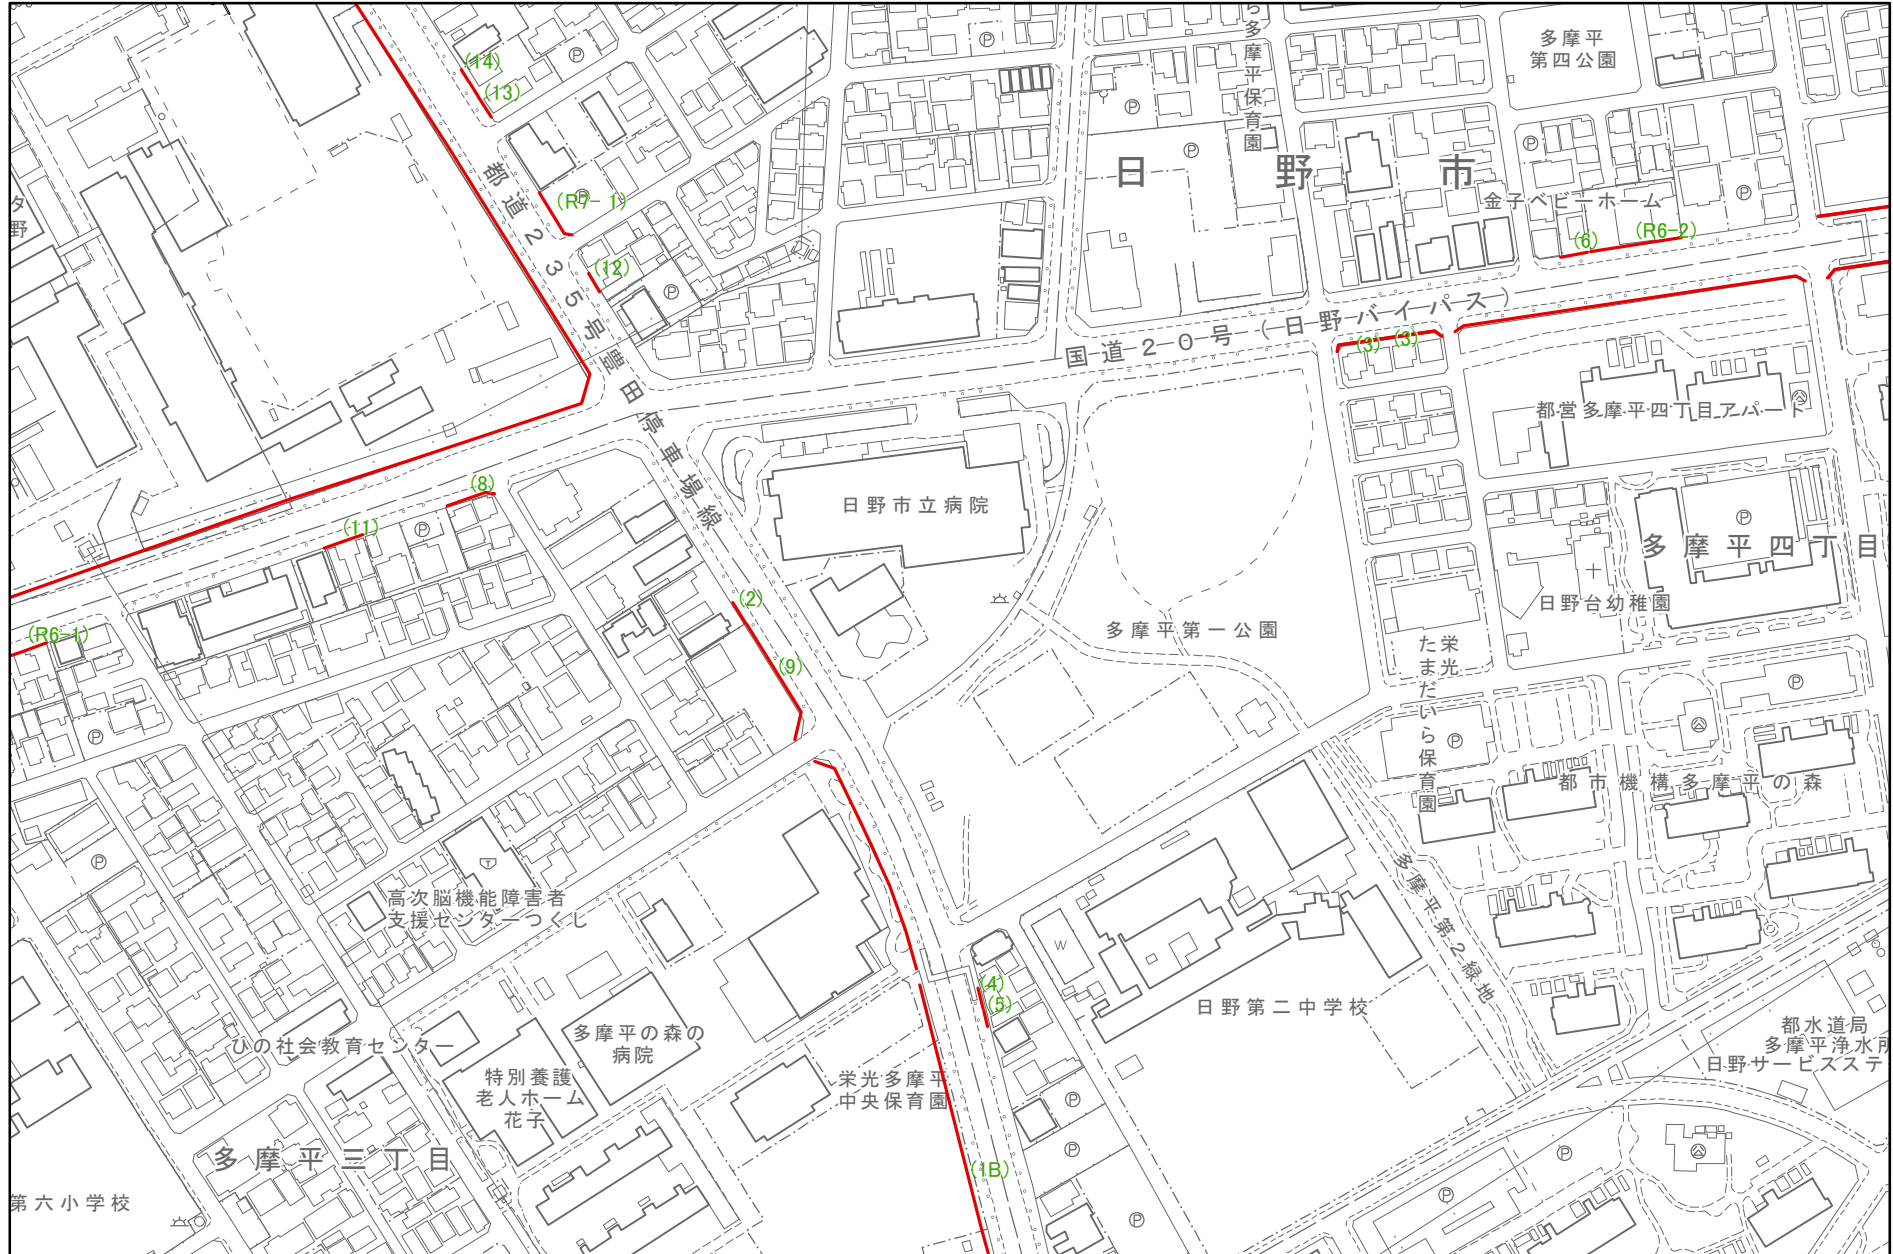 (14)
(13)
多摩平
第四公園
ら多摩平保育園
日野市
金子ベビーホーム
(R7-1)
(6)
(R6-2)
タ
野
(12)
都道235号豊田停車場線
国道20号(日野バイパス)
(3)
(3)
都営多摩平四丁目アパート
(8)
(11)
日野市立病院
多摩平四丁目
日野台幼稚園
(R6-1)
(2)
(9)
多摩平第一公園
栄光
たまだいら保育園
都市機構多摩平の森
高次脳機能障害者
支援センターつくし
W
多摩平第2緑地
(4)
(5)
日野第二中学校
ひの社会教育センター
多摩平の森の
病院
特別養護
老人ホーム
花子
栄光多摩平
中央保育園
都水道局
多摩平浄水所
日野サービスステ
多摩平三丁目
(1B)
第六小学校